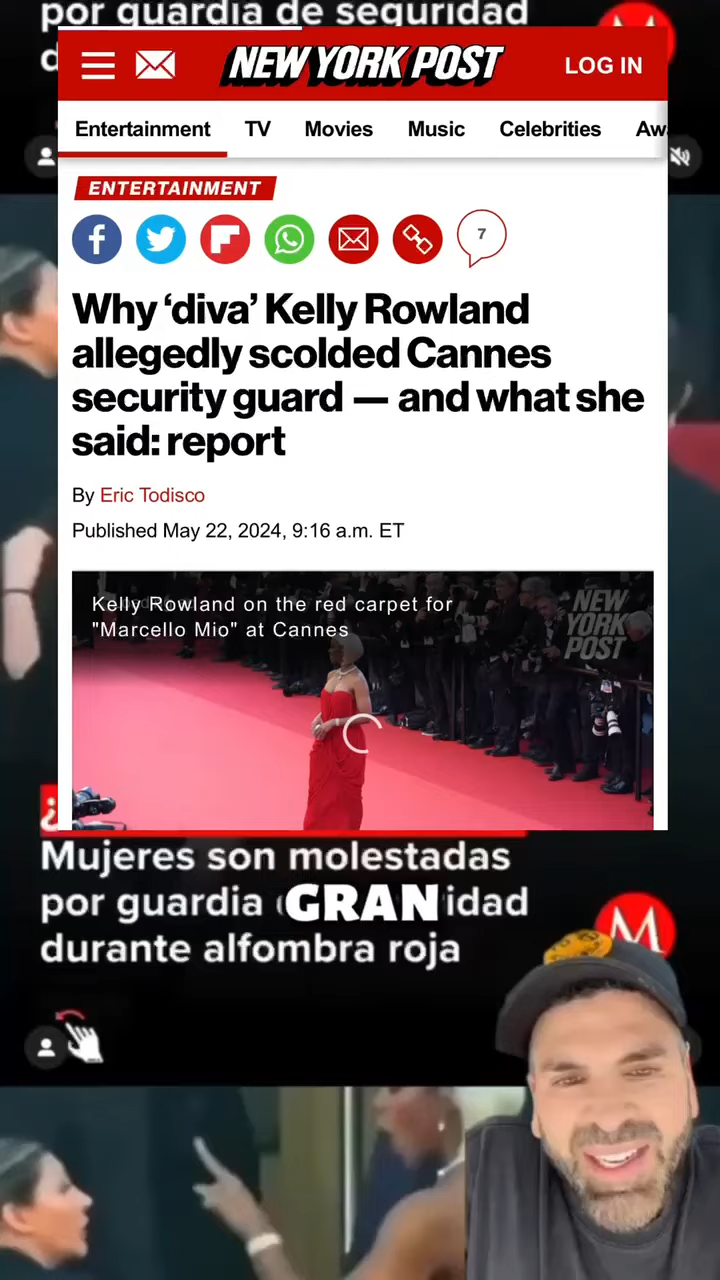 por guardia de seguridad
d
NEW YORK POST
LOG IN
Entertainment TV Movies Music Celebrities Aw
ENTERTAINMENT
7
Why ‘diva’ Kelly Rowland
allegedly scolded Cannes
security guard — and what she
said: report
By Eric Todisco
Published May 22, 2024, 9:16 a.m. ET
Kelly Rowland on the red carpet for
"Marcello Mio" at Cannes
NEW
YORK
POST
¿
Mujeres son molestadas
por guardia GRAN idad
durante alfombra roja
M